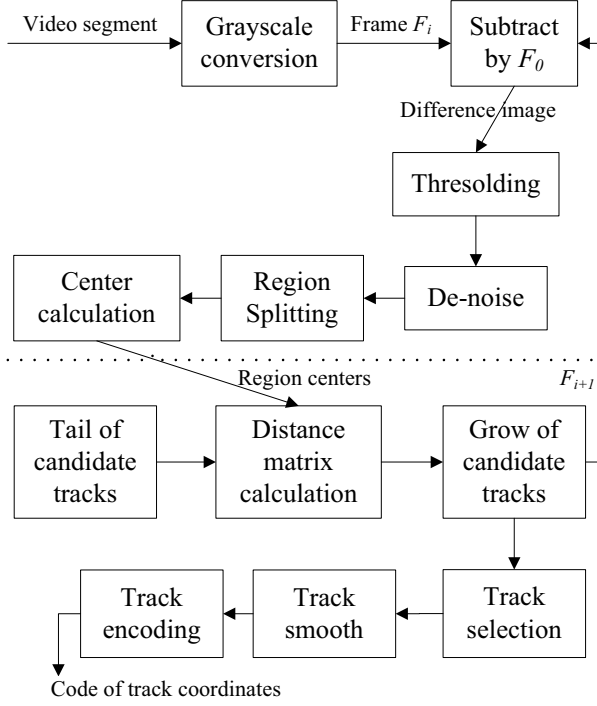 Video segment
Grayscale
conversion
Frame F_i
Subtract
by F_0
Difference image
Thresolding
De-noise
Region
Splitting
Center
calculation
Region centers
F_{i+1}
Tail of
candidate
tracks
Distance
matrix
calculation
Grow of
candidate
tracks
Track
selection
Track
smooth
Track
encoding
Code of track coordinates